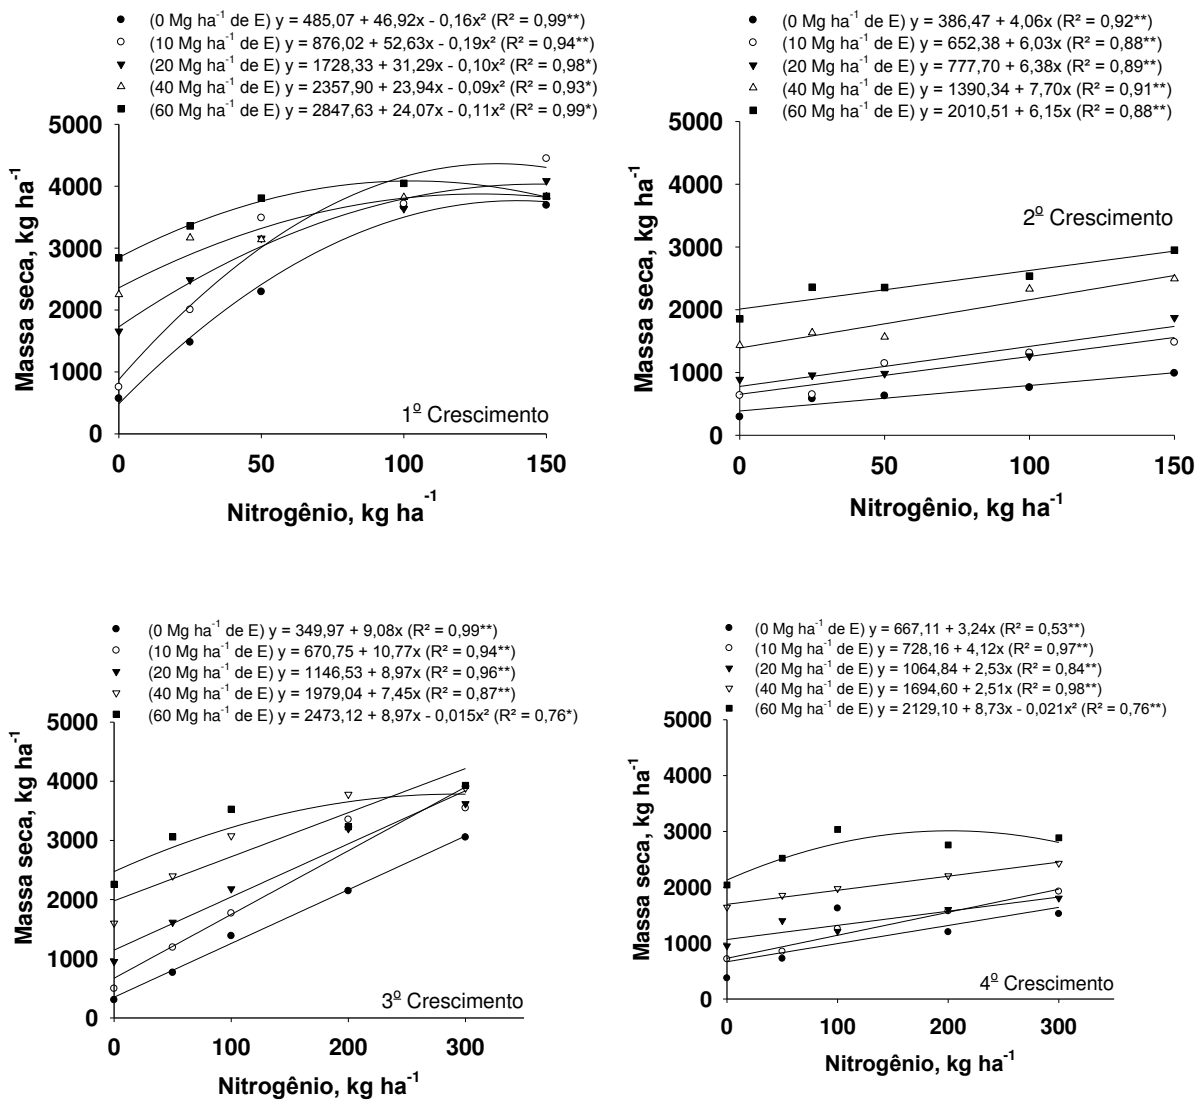 (0 Mg ha⁻¹ de E) y = 485,07 + 46,92x - 0,16x² (R² = 0,99**)
(10 Mg ha⁻¹ de E) y = 876,02 + 52,63x - 0,19x² (R² = 0,94**)
(20 Mg ha⁻¹ de E) y = 1728,33 + 31,29x - 0,10x² (R² = 0,98*)
(40 Mg ha⁻¹ de E) y = 2357,90 + 23,94x - 0,09x² (R² = 0,93*)
(60 Mg ha⁻¹ de E) y = 2847,63 + 24,07x - 0,11x² (R² = 0,99*)
5000
4000
3000
2000
1000
0
Massa seca, kg ha⁻¹
1º Crescimento
0 50 100 150
Nitrogênio, kg ha⁻¹
(0 Mg ha⁻¹ de E) y = 386,47 + 4,06x (R² = 0,92**)
(10 Mg ha⁻¹ de E) y = 652,38 + 6,03x (R² = 0,88**)
(20 Mg ha⁻¹ de E) y = 777,70 + 6,38x (R² = 0,89**)
(40 Mg ha⁻¹ de E) y = 1390,34 + 7,70x (R² = 0,91**)
(60 Mg ha⁻¹ de E) y = 2010,51 + 6,15x (R² = 0,88**)
5000
4000
3000
2000
1000
0
Massa seca, kg ha⁻¹
2º Crescimento
0 50 100 150
Nitrogênio, kg ha⁻¹
(0 Mg ha⁻¹ de E) y = 349,97 + 9,08x (R² = 0,99**)
(10 Mg ha⁻¹ de E) y = 670,75 + 10,77x (R² = 0,94**)
(20 Mg ha⁻¹ de E) y = 1146,53 + 8,97x (R² = 0,96**)
(40 Mg ha⁻¹ de E) y = 1979,04 + 7,45x (R² = 0,87**)
(60 Mg ha⁻¹ de E) y = 2473,12 + 8,97x - 0,015x² (R² = 0,76*)
5000
4000
3000
2000
1000
0
Massa seca, kg ha⁻¹
3º Crescimento
0 100 200 300
Nitrogênio, kg ha⁻¹
(0 Mg ha⁻¹ de E) y = 667,11 + 3,24x (R² = 0,53**)
(10 Mg ha⁻¹ de E) y = 728,16 + 4,12x (R² = 0,97**)
(20 Mg ha⁻¹ de E) y = 1064,84 + 2,53x (R² = 0,84**)
(40 Mg ha⁻¹ de E) y = 1694,60 + 2,51x (R² = 0,98**)
(60 Mg ha⁻¹ de E) y = 2129,10 + 8,73x - 0,021x² (R² = 0,76**)
5000
4000
3000
2000
1000
0
Massa seca, kg ha⁻¹
4º Crescimento
0 100 200 300
Nitrogênio, kg ha⁻¹